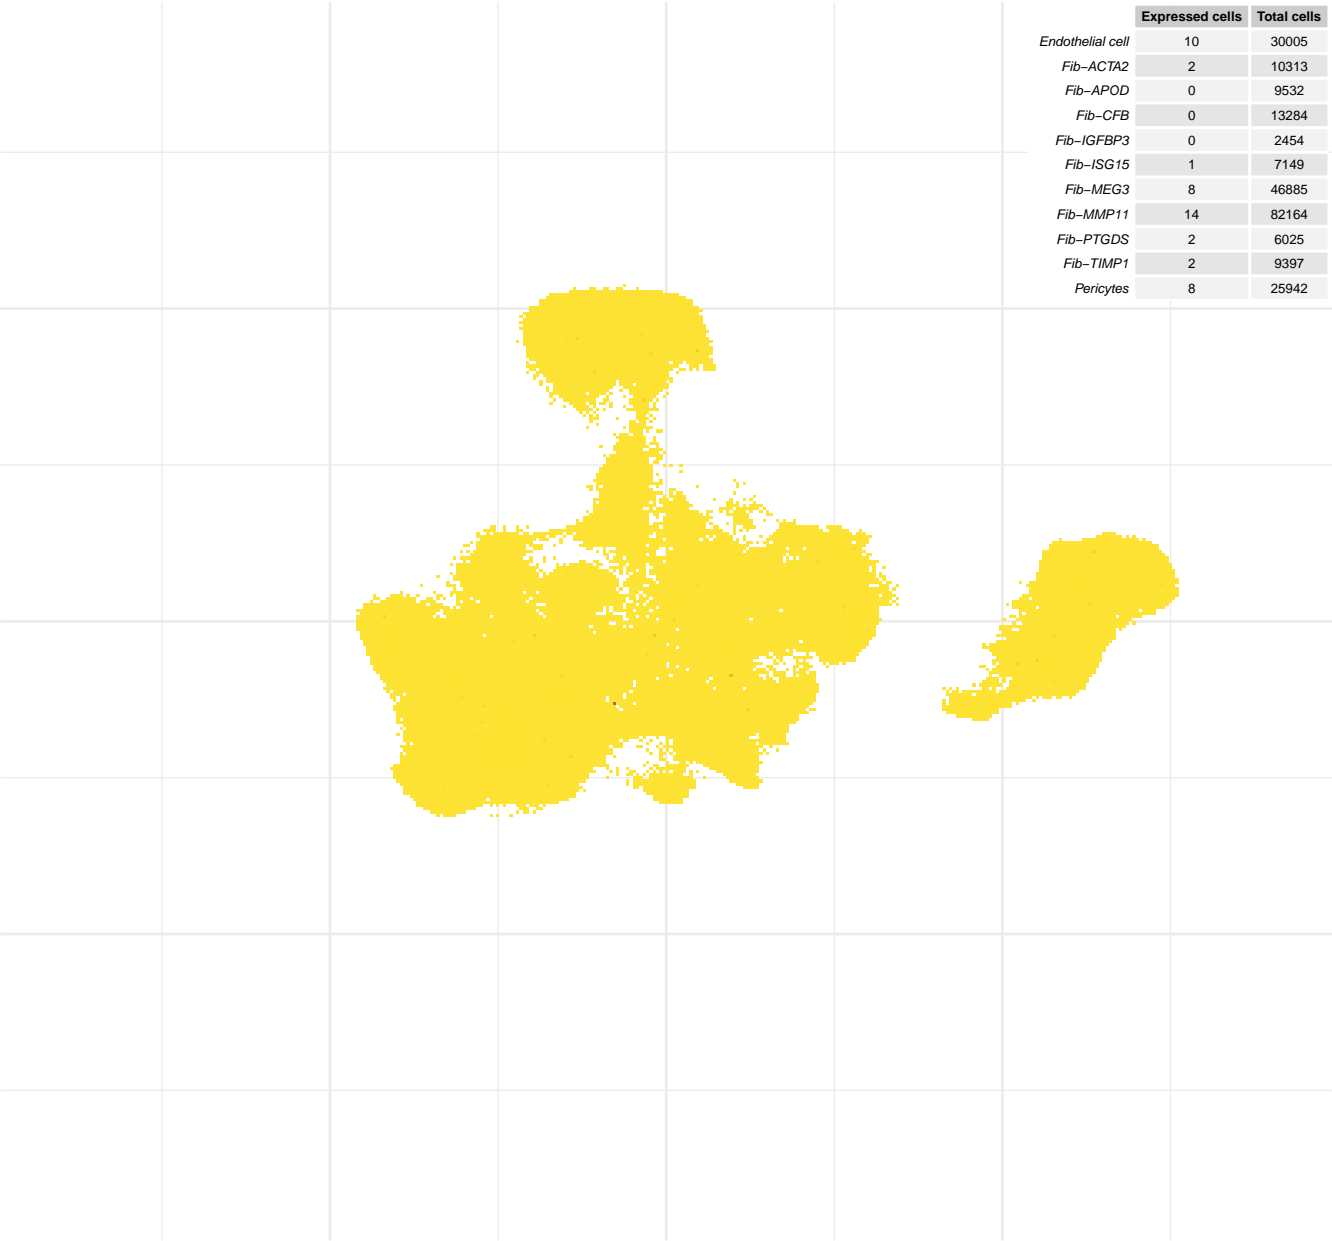 Expressed cells Total cells
Endothelial cell 10 30005
Fib−ACTA2 2 10313
Fib−APOD 0 9532
Fib−CFB 0 13284
Fib−IGFBP3 0 2454
Fib−ISG15 1 7149
Fib−MEG3 8 46885
Fib−MMP11 14 82164
Fib−PTGDS 2 6025
Fib−TIMP1 2 9397
Pericytes 8 25942